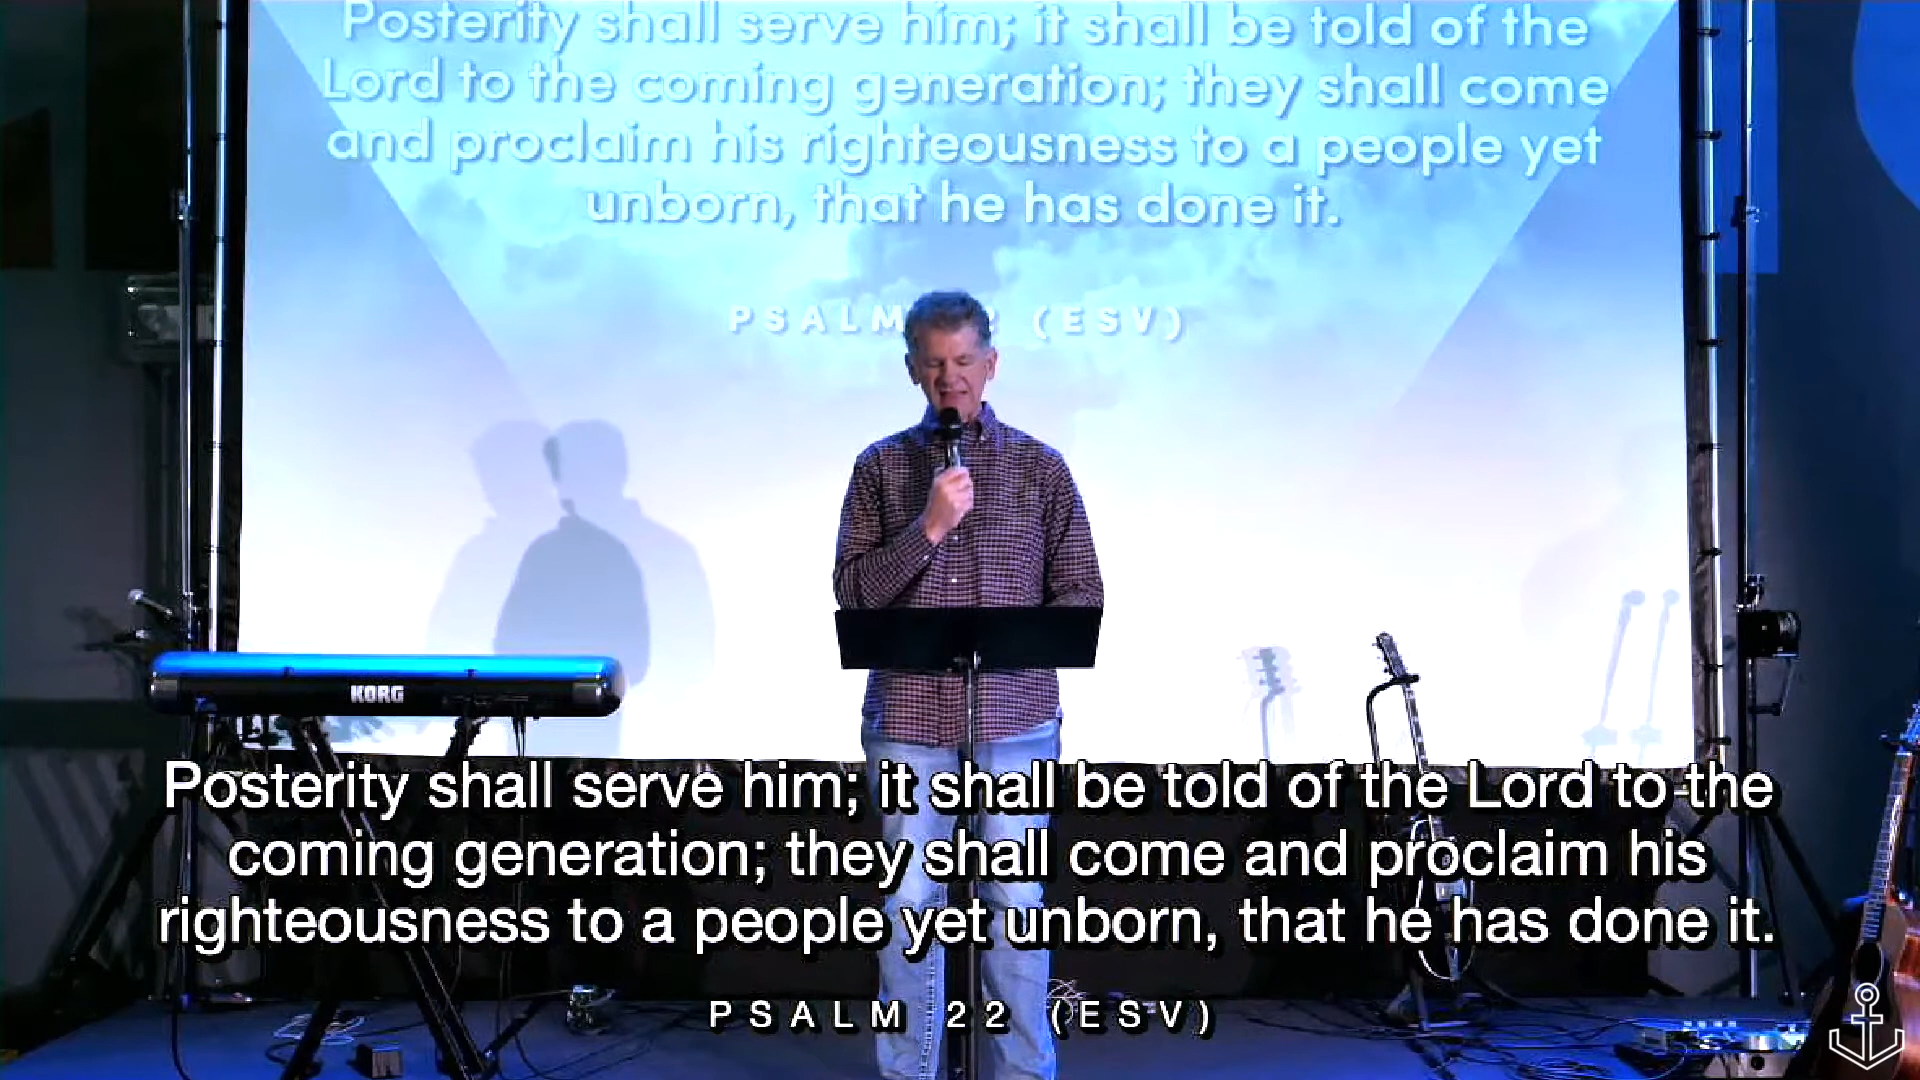 Posterity shall serve him; it shall be told of the
Lord to the coming generation; they shall come
and proclaim his righteousness to a people yet
unborn, that he has done it.
PSALM 2 (ESV)
KORG
Posterity shall serve him; it shall be told of the Lord to the
coming generation; they shall come and proclaim his
righteousness to a people yet unborn, that he has done it.
PSALM 22 (ESV)